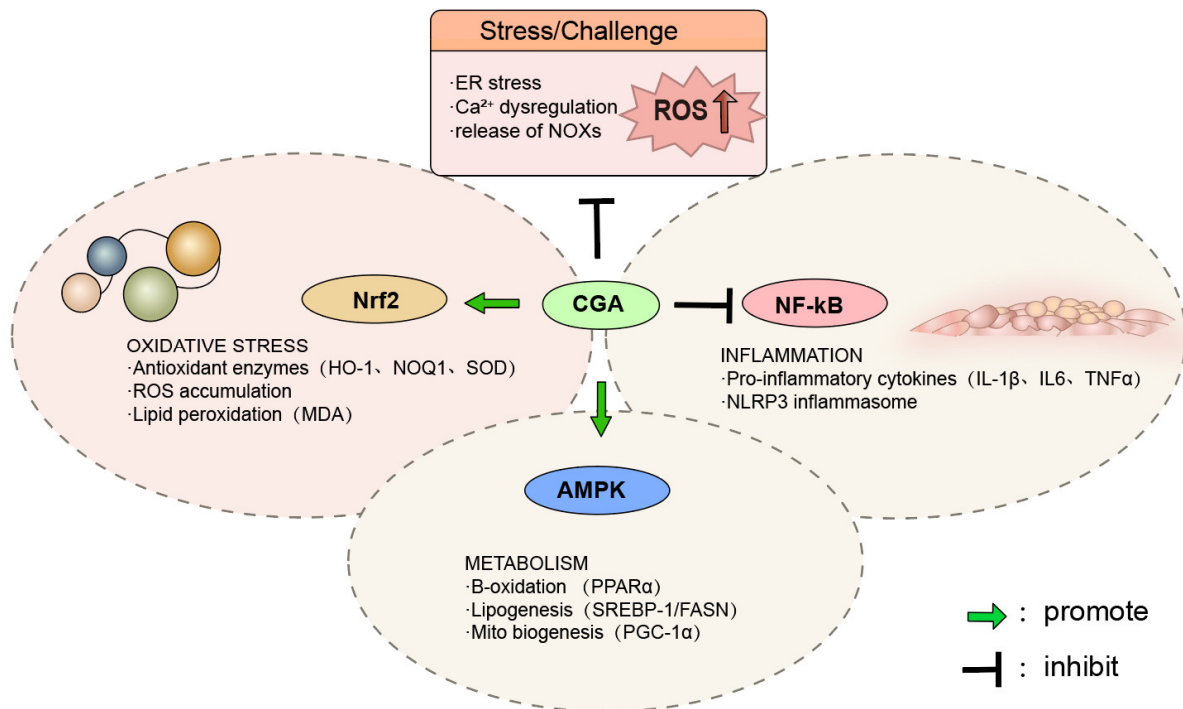 Stress/Challenge
·ER stress
·Ca²⁺ dysregulation
·release of NOXs
ROS
Nrf2
CGA
NF-kB
OXIDATIVE STRESS
·Antioxidant enzymes（HO-1、NOQ1、SOD）
·ROS accumulation
·Lipid peroxidation（MDA）
INFLAMMATION
·Pro-inflammatory cytokines（IL-1β、IL6、TNFα）
·NLRP3 inflammasome
AMPK
METABOLISM
·B-oxidation （PPARα）
·Lipogenesis（SREBP-1/FASN）
·Mito biogenesis（PGC-1α）
： promote
： inhibit